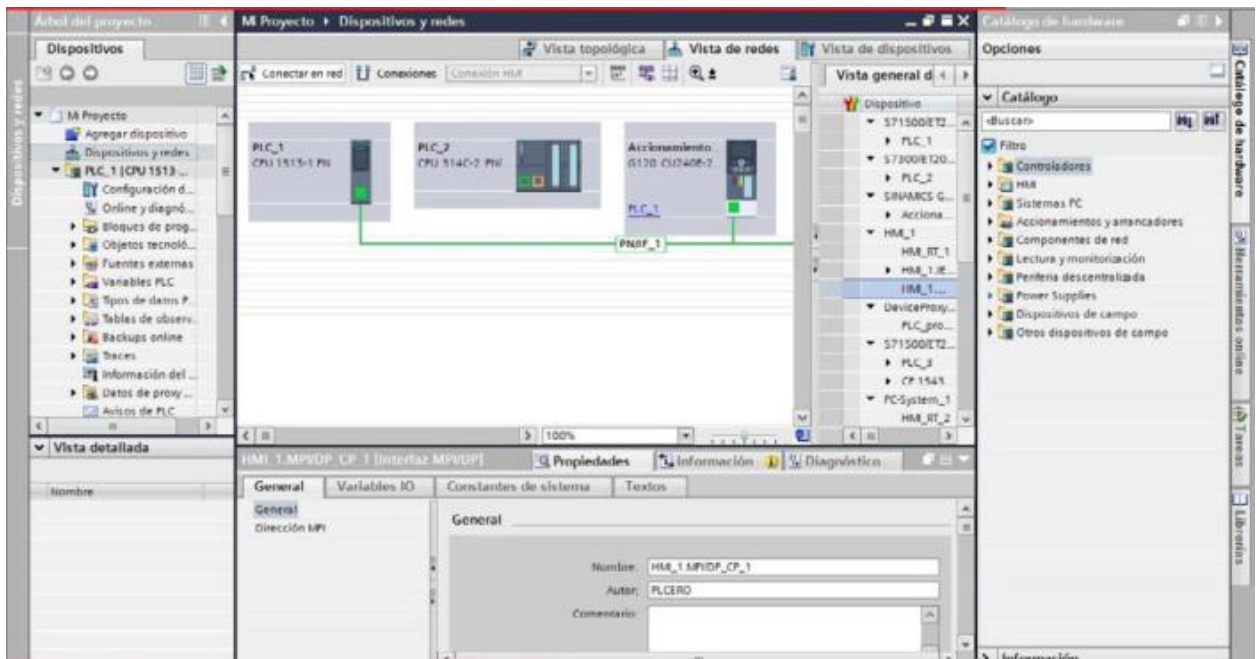 Árbol del proyecto
Dispositivos
Mi Proyecto
Agregar dispositivo
Dispositivos y redes
PLC_1 [CPU 1513 ...
Configuración d...
Online y diagnó...
Bloques de prog...
Objetos tecnoló...
Fuentes externas
Variables PLC
Tipos de datos P...
Tablas de observ...
Backups online
Traces
Información del ...
Datos de proxy ...
Avisos de PLC
Vista detallada
Nombre
Dispositivos y redes
Mi Proyecto ▸ Dispositivos y redes
Vista topológica
Vista de redes
Vista de dispositivos
Conectar en red
Conexiones
Conexión HMI
PLC_1
CPU 1513-1 PN
PLC_2
CPU 314C-2 PN/...
Accionamiento
G120 CU240E-2...
PLC_1
PN/IE_1
100%
Vista general d
Dispositivo
S71500/ET2...
PLC_1
S7300/ET20...
PLC_2
SINAMICS G...
Acciona...
HMI_1
HMI_RT_1
HMI_1.IE...
HMI_1....
DeviceProxy...
PLC_pro...
S71500/ET2...
PLC_3
CP 1543...
PC-System_1
HMI_RT_2
HMI_1.MPI/DP_CP_1 [Interfaz MPI/DP]
Propiedades
Información
Diagnóstico
General
Variables IO
Constantes de sistema
Textos
General
Dirección MPI
General
Nombre: HMI_1.MPI/DP_CP_1
Autor: PLCERO
Comentario:
Catálogo de hardware
Opciones
Catálogo
<Buscar>
Filtro
Controladores
HMI
Sistemas PC
Accionamientos y arrancadores
Componentes de red
Lectura y monitorización
Periferia descentralizada
Power Supplies
Dispositivos de campo
Otros dispositivos de campo
Información
Catálogo de hardware
Herramientas online
Tareas
Librerías